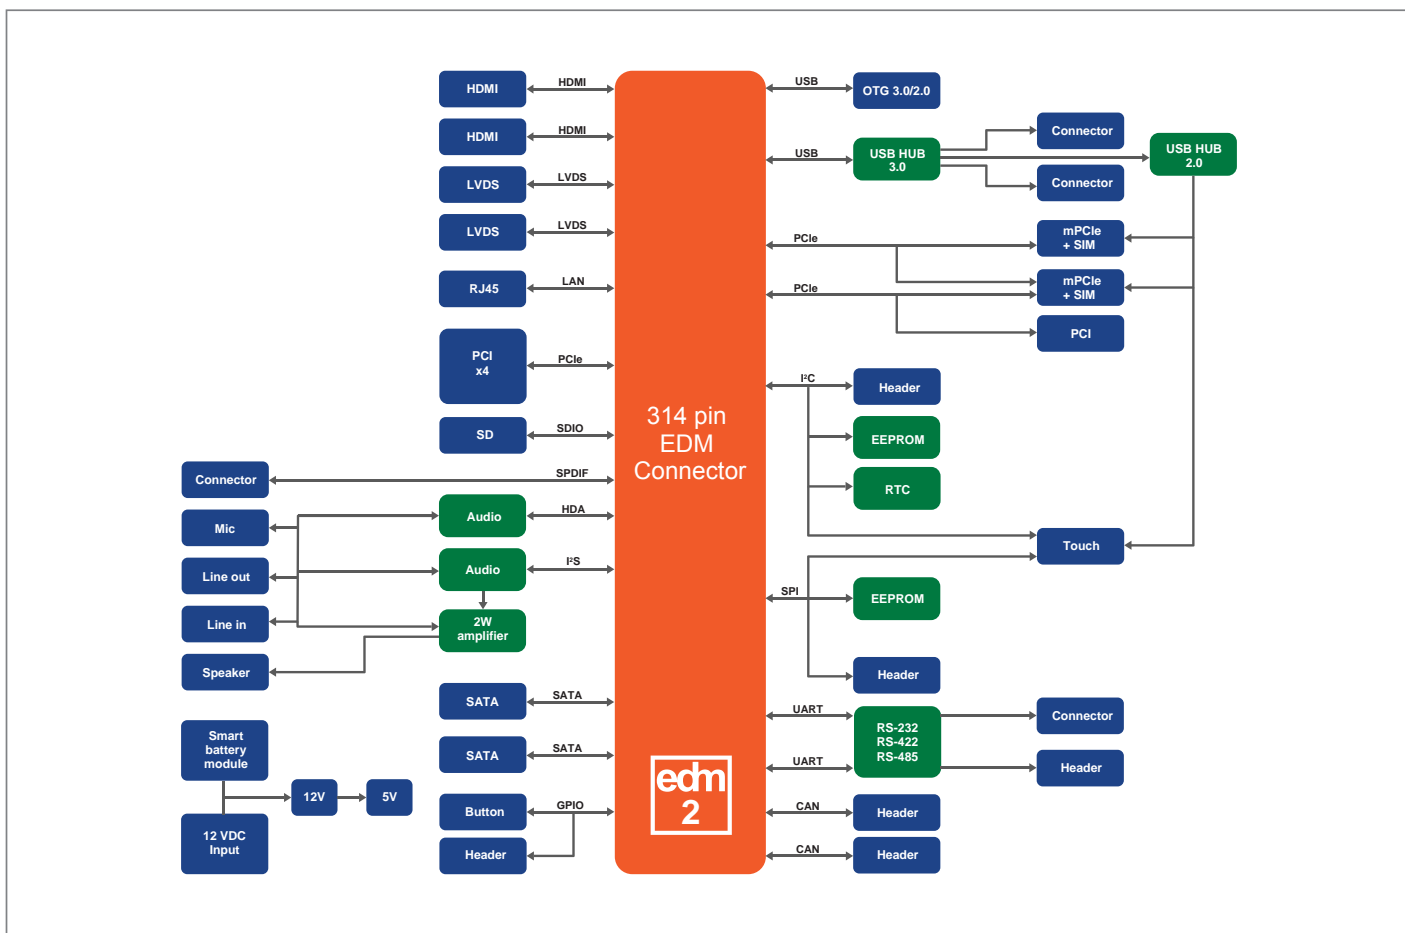 HDMI
HDMI
HDMI
HDMI
LVDS
LVDS
LVDS
LVDS
RJ45
LAN
PCI
x4
PCIe
SD
SDIO
Connector
SPDIF
Mic
Audio
HDA
Line out
Audio
I²S
Line in
2W
amplifier
Speaker
SATA
SATA
SATA
SATA
Smart
battery
module
12V
5V
12 VDC
Input
Button
GPIO
Header
314 pin
EDM
Connector
edm
2
USB
OTG 3.0/2.0
USB
USB HUB
3.0
Connector
Connector
USB HUB
2.0
PCIe
mPCIe
+ SIM
PCIe
mPCIe
+ SIM
PCI
I²C
Header
EEPROM
RTC
Touch
SPI
EEPROM
Header
UART
UART
RS-232
RS-422
RS-485
Connector
Header
CAN
Header
CAN
Header